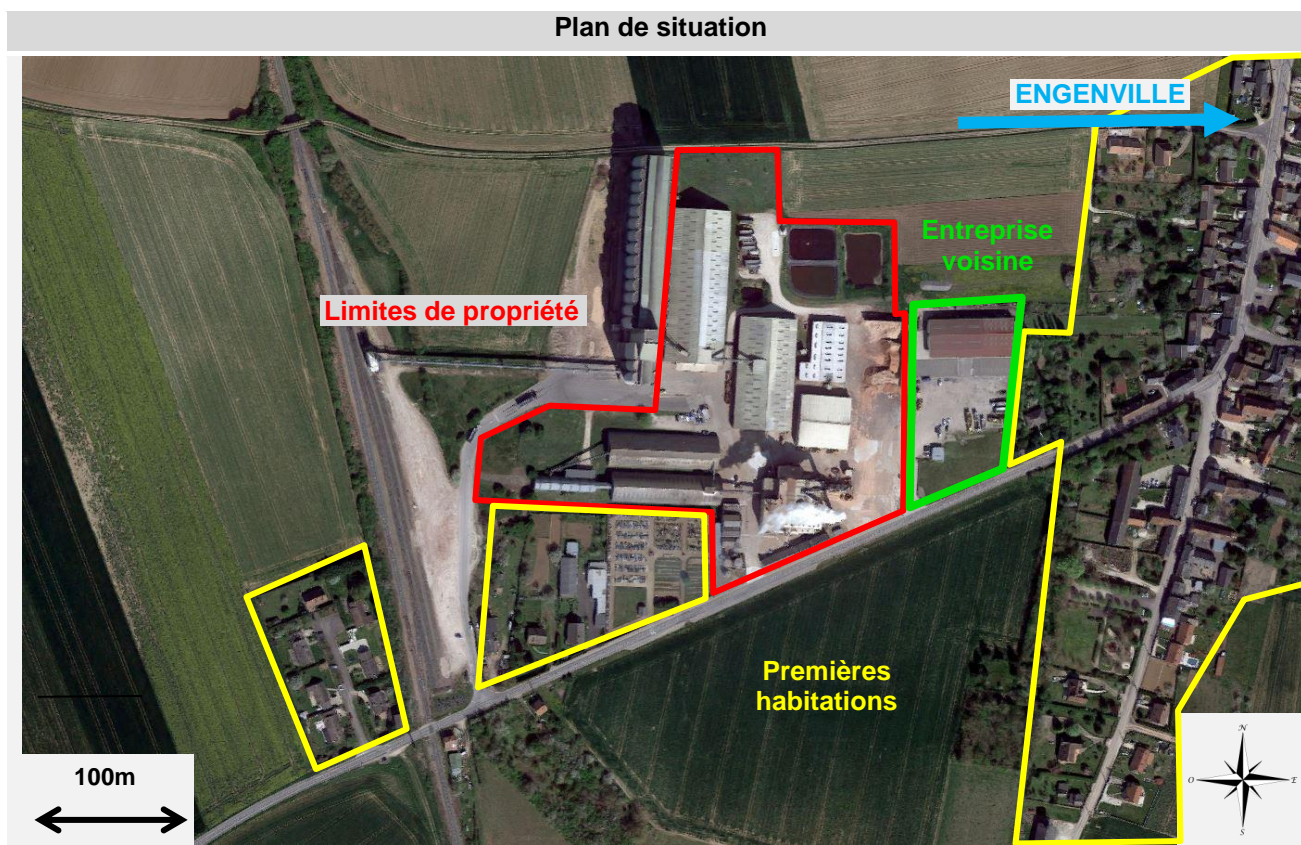 Plan de situation
ENGENVILLE
Entreprise
voisine
Limites de propriété
Premières
habitations
100m
N
O
E
S